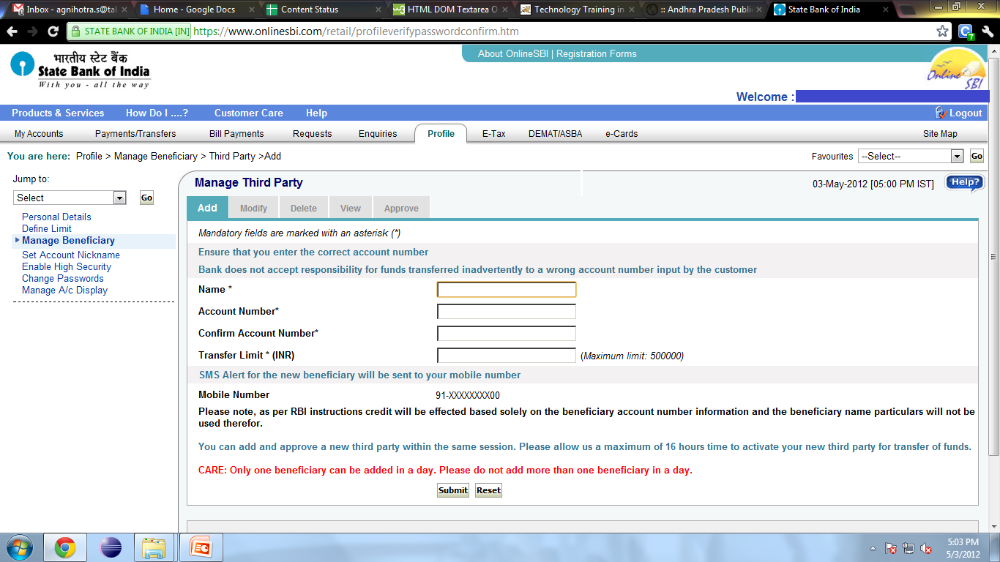 Inbox - agnihotra.s@tal
Home - Google Docs
Content Status
HTML DOM Textarea O
Technology Training in
:: Andhra Pradesh Publi
State Bank of India
STATE BANK OF INDIA [IN] https://www.onlinesbi.com/retail/profileverifypasswordconfirm.htm
About OnlineSBI | Registration Forms
भारतीय स्टेट बैंक
State Bank of India
With you - all the way
Online SBI
Welcome :
Products & Services How Do I ....? Customer Care Help Logout
My Accounts Payments/Transfers Bill Payments Requests Enquiries Profile E-Tax DEMAT/ASBA e-Cards Site Map
You are here: Profile > Manage Beneficiary > Third Party >Add Favourites --Select-- Go
Jump to:
Select Go
Personal Details
Define Limit
Manage Beneficiary
Set Account Nickname
Enable High Security
Change Passwords
Manage A/c Display
Manage Third Party 03-May-2012 [05:00 PM IST] Help?
Add Modify Delete View Approve
Mandatory fields are marked with an asterisk (*)
Ensure that you enter the correct account number
Bank does not accept responsibility for funds transferred inadvertently to a wrong account number input by the customer
Name *
Account Number*
Confirm Account Number*
Transfer Limit * (INR) (Maximum limit: 500000)
SMS Alert for the new beneficiary will be sent to your mobile number
Mobile Number 91-XXXXXXXX00
Please note, as per RBI instructions credit will be effected based solely on the beneficiary account number information and the beneficiary name particulars will not be
used therefor.
You can add and approve a new third party within the same session. Please allow us a maximum of 16 hours time to activate your new third party for transfer of funds.
CARE: Only one beneficiary can be added in a day. Please do not add more than one beneficiary in a day.
Submit Reset
5:03 PM
5/3/2012